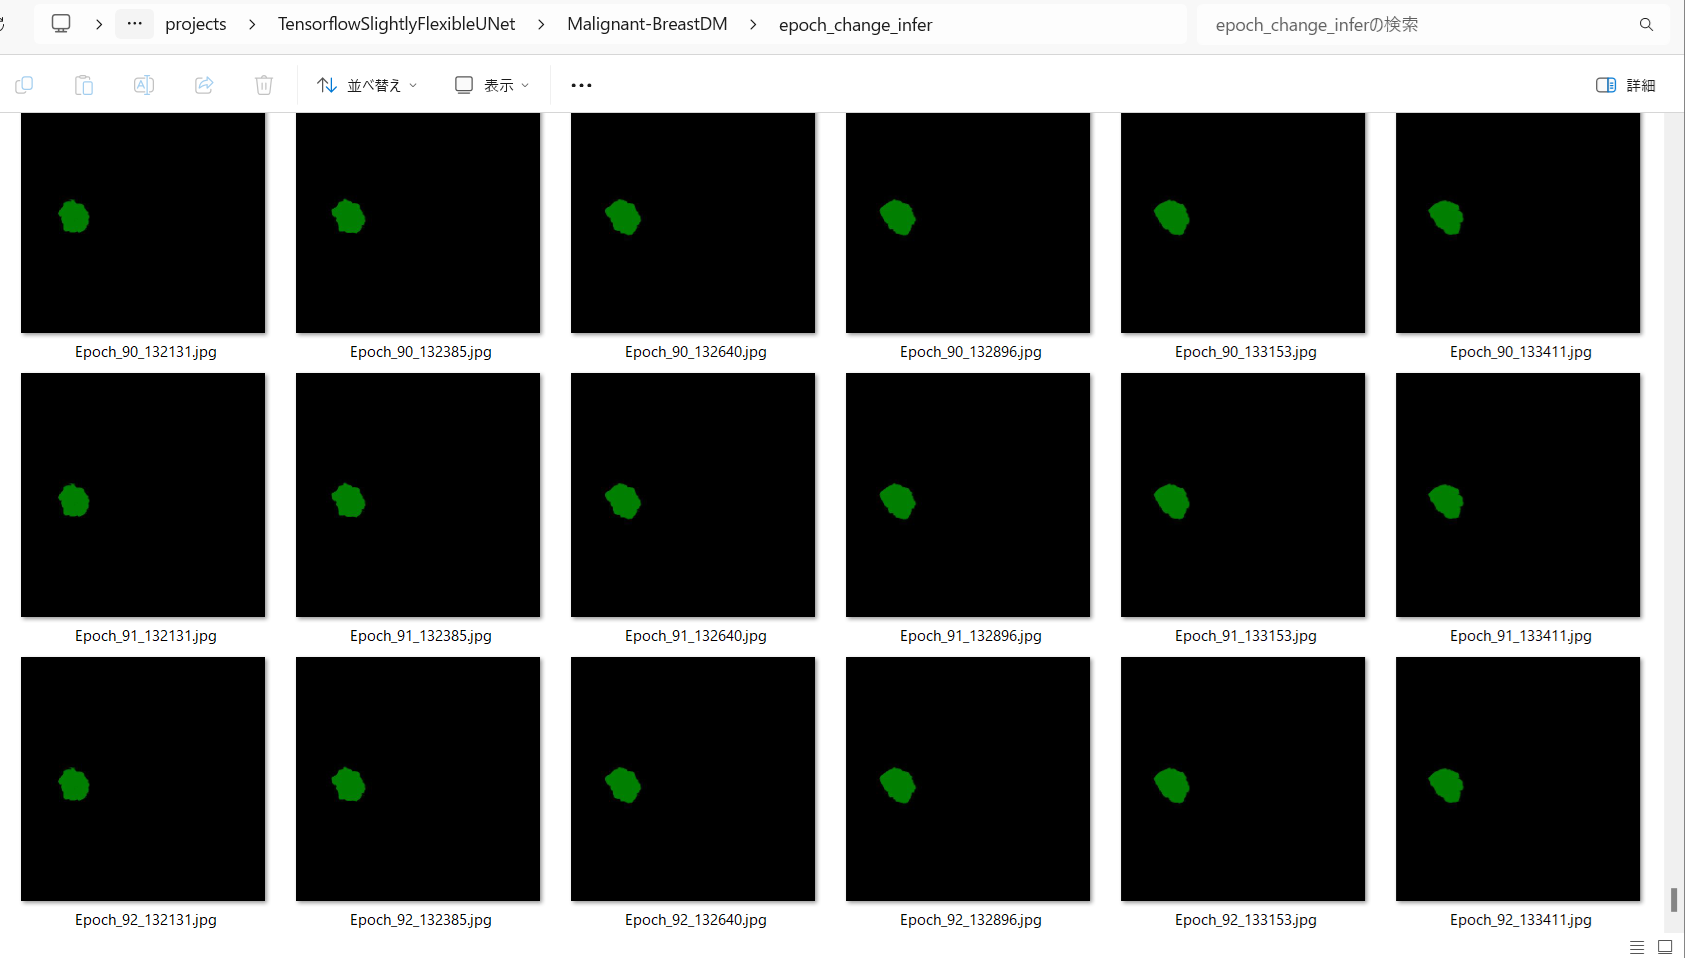 projects > TensorflowSlightlyFlexibleUNet > Malignant-BreastDM > epoch_change_infer
epoch_change_inferの検索
並べ替え
表示
詳細
Epoch_90_132131.jpg
Epoch_90_132385.jpg
Epoch_90_132640.jpg
Epoch_90_132896.jpg
Epoch_90_133153.jpg
Epoch_90_133411.jpg
Epoch_91_132131.jpg
Epoch_91_132385.jpg
Epoch_91_132640.jpg
Epoch_91_132896.jpg
Epoch_91_133153.jpg
Epoch_91_133411.jpg
Epoch_92_132131.jpg
Epoch_92_132385.jpg
Epoch_92_132640.jpg
Epoch_92_132896.jpg
Epoch_92_133153.jpg
Epoch_92_133411.jpg